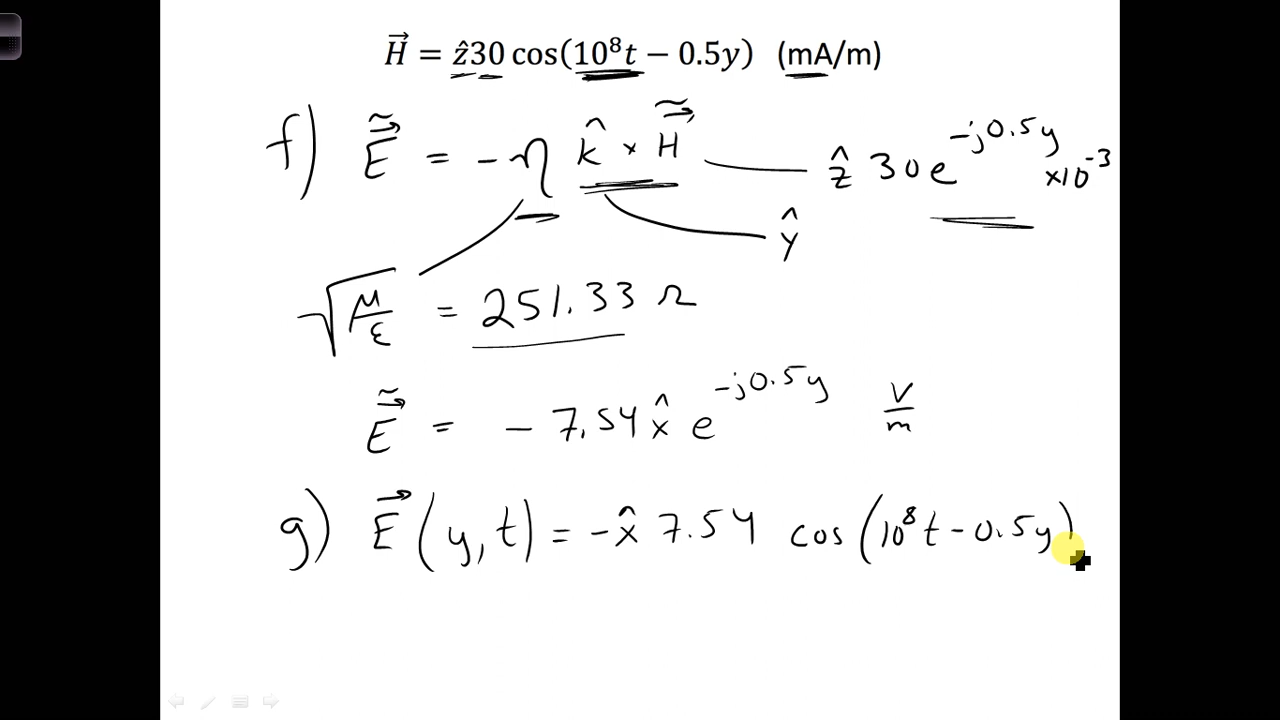 H⃗ = ẑ30 cos(10⁸t − 0.5y) (mA/m)
f) E⃗̃ = −η k̂ × H⃗̃ — ẑ 30e^(−j0.5y) ×10⁻³
ŷ
√(μ/ε) = 251.33 Ω
E⃗̃ = − 7.54 x̂ e^(−j0.5y) V/m
g) E⃗(y,t) = −x̂ 7.54 cos(10⁸t − 0.5y)